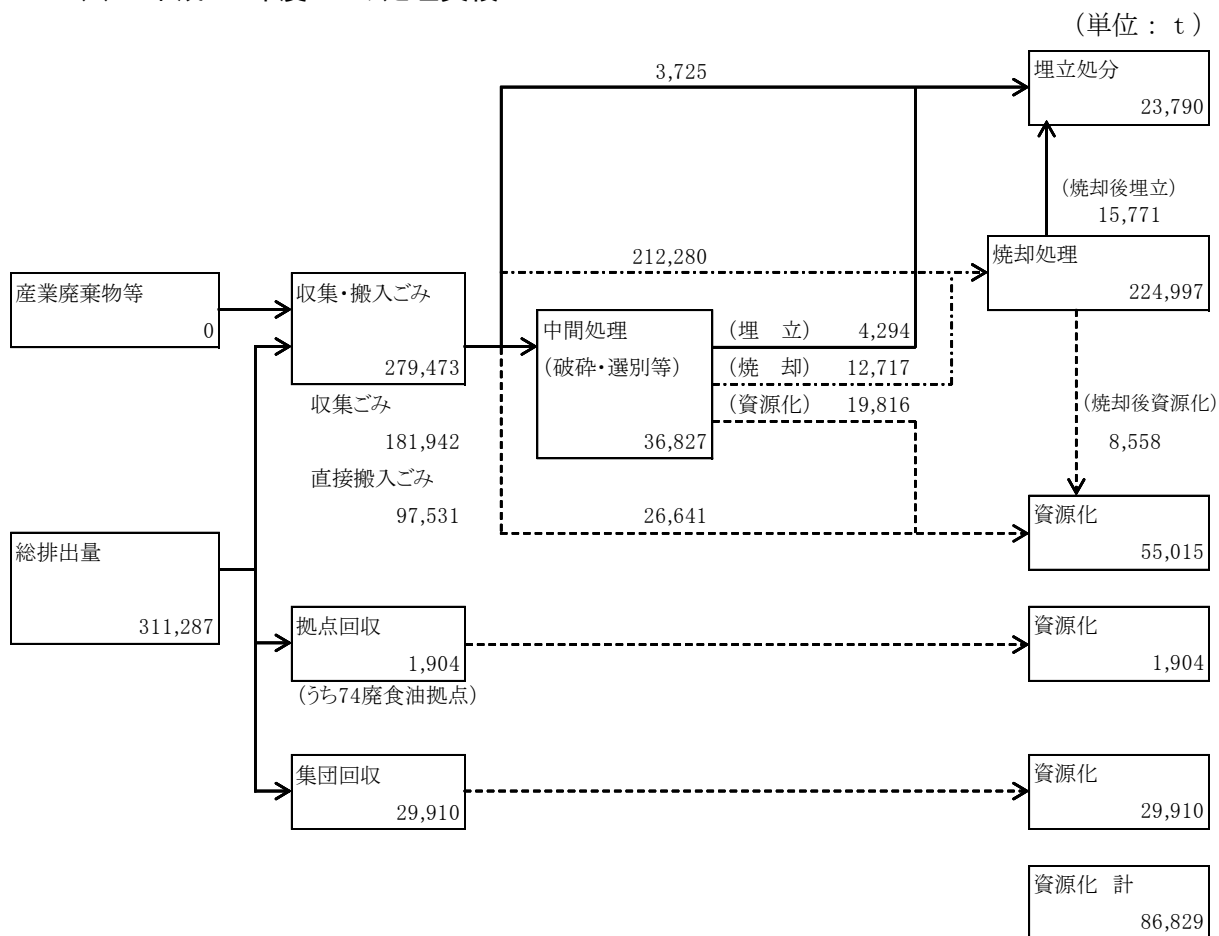 (単位：ｔ)
3,725
埋立処分
23,790
(焼却後埋立)
15,771
212,280
焼却処理
224,997
産業廃棄物等
0
収集・搬入ごみ
279,473
中間処理
(破砕・選別等)
36,827
(埋　立)　4,294
(焼　却)　12,717
(資源化)　19,816
収集ごみ
181,942
直接搬入ごみ
97,531
(焼却後資源化)
8,558
26,641
資源化
55,015
総排出量
311,287
拠点回収
1,904
(うち74廃食油拠点)
資源化
1,904
集団回収
29,910
資源化
29,910
資源化　計
86,829